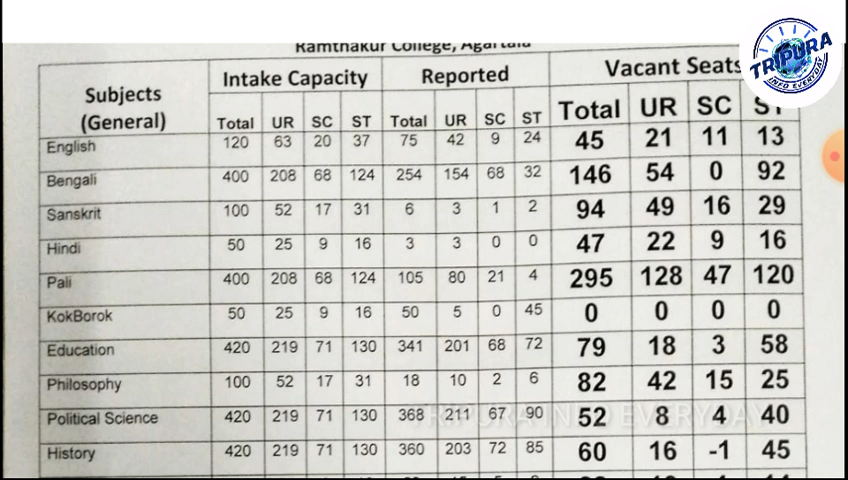 Ramthakur College, Agartala
TRIPURA
INFO EVERYDAY
Subjects (General) Intake Capacity Reported Vacant Seats
Total UR SC ST Total UR SC ST Total UR SC ST
English 120 63 20 37 75 42 9 24 45 21 11 13
Bengali 400 208 68 124 254 154 68 32 146 54 0 92
Sanskrit 100 52 17 31 6 3 1 2 94 49 16 29
Hindi 50 25 9 16 3 3 0 0 47 22 9 16
Pali 400 208 68 124 105 80 21 4 295 128 47 120
KokBorok 50 25 9 16 50 5 0 45 0 0 0 0
Education 420 219 71 130 341 201 68 72 79 18 3 58
Philosophy 100 52 17 31 18 10 2 6 82 42 15 25
Political Science 420 219 71 130 368 211 67 90 52 8 4 40
TRIPURA INFO EVERYDAY
History 420 219 71 130 360 203 72 85 60 16 -1 45